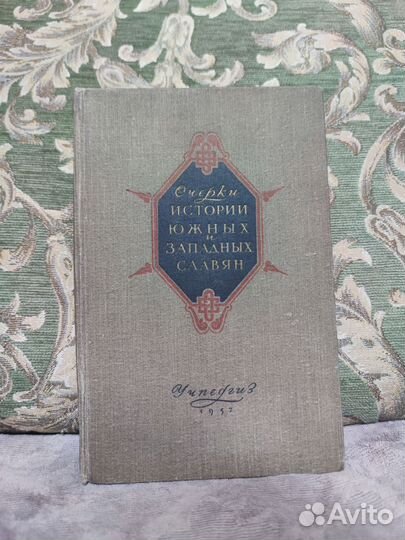 Очерки
ИСТОРИИ
ЮЖНЫХ
И
ЗАПАДНЫХ
СЛАВЯН
Учпедгиз
1957
Avito